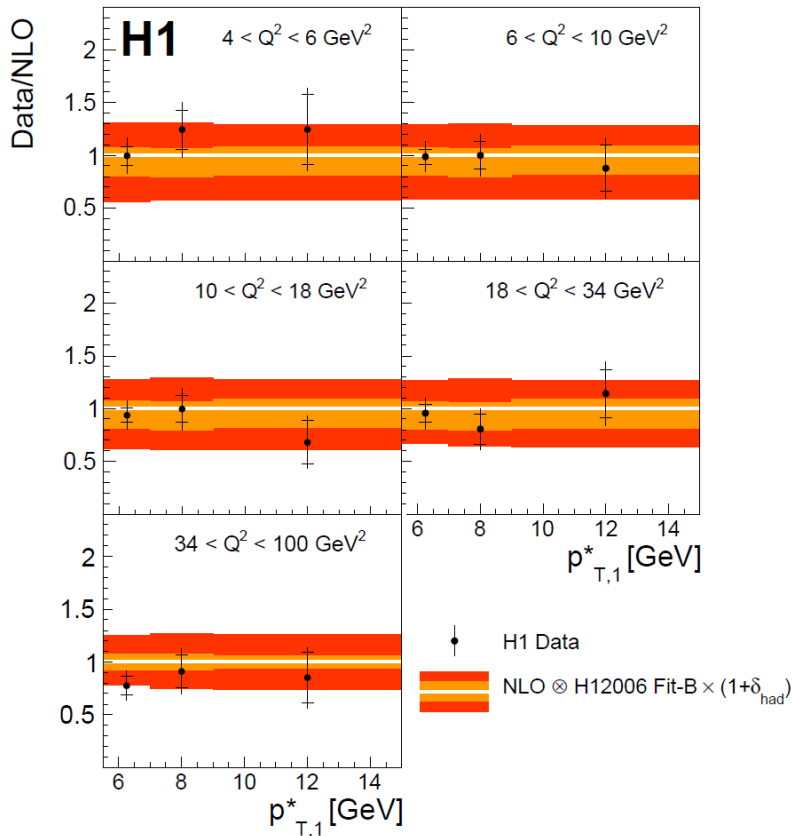 Data/NLO
H1
4 < Q² < 6 GeV²
6 < Q² < 10 GeV²
2
1.5
1
0.5
10 < Q² < 18 GeV²
18 < Q² < 34 GeV²
2
1.5
1
0.5
6 8 10 12 14
p*T,1 [GeV]
34 < Q² < 100 GeV²
2
1.5
1
0.5
H1 Data
NLO ⊗ H12006 Fit-B × (1+δhad)
6 8 10 12 14
p*T,1 [GeV]